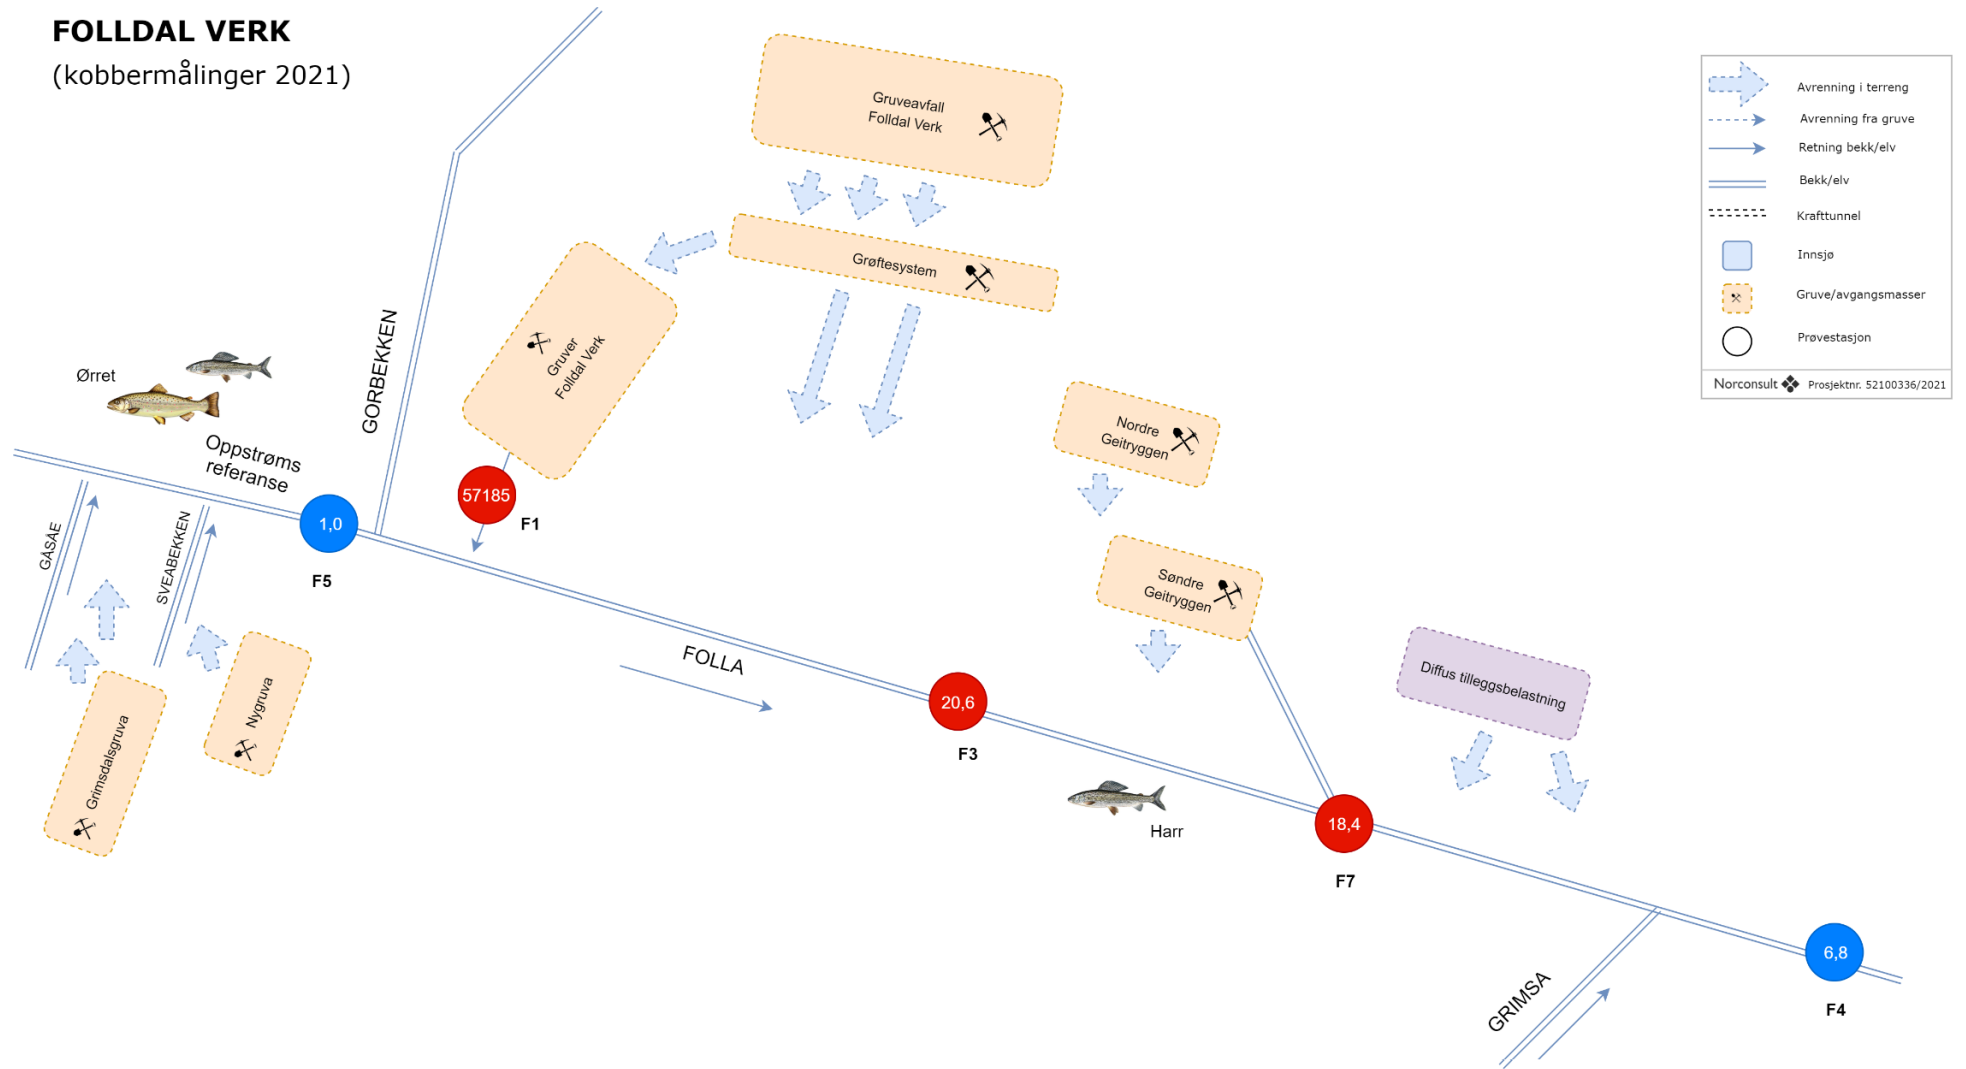 FOLLDAL VERK
(kobbermålinger 2021)
Gruveavfall
Folldal Verk
Grøftesystem
Gruver
Folldal Verk
GORBEKKEN
Ørret
Oppstrøms
referanse
GÅSAE
SVEABEKKEN
1,0
F5
57185
F1
Nordre
Geitryggen
Søndre
Geitryggen
Diffus tilleggsbelastning
Grimsdalsgruva
Nygruva
FOLLA
20,6
F3
Harr
18,4
F7
GRIMSA
6,8
F4
Avrenning i terreng
Avrenning fra gruve
Retning bekk/elv
Bekk/elv
Krafttunnel
Innsjø
Gruve/avgangsmasser
Prøvestasjon
Norconsult Prosjektnr. 52100336/2021